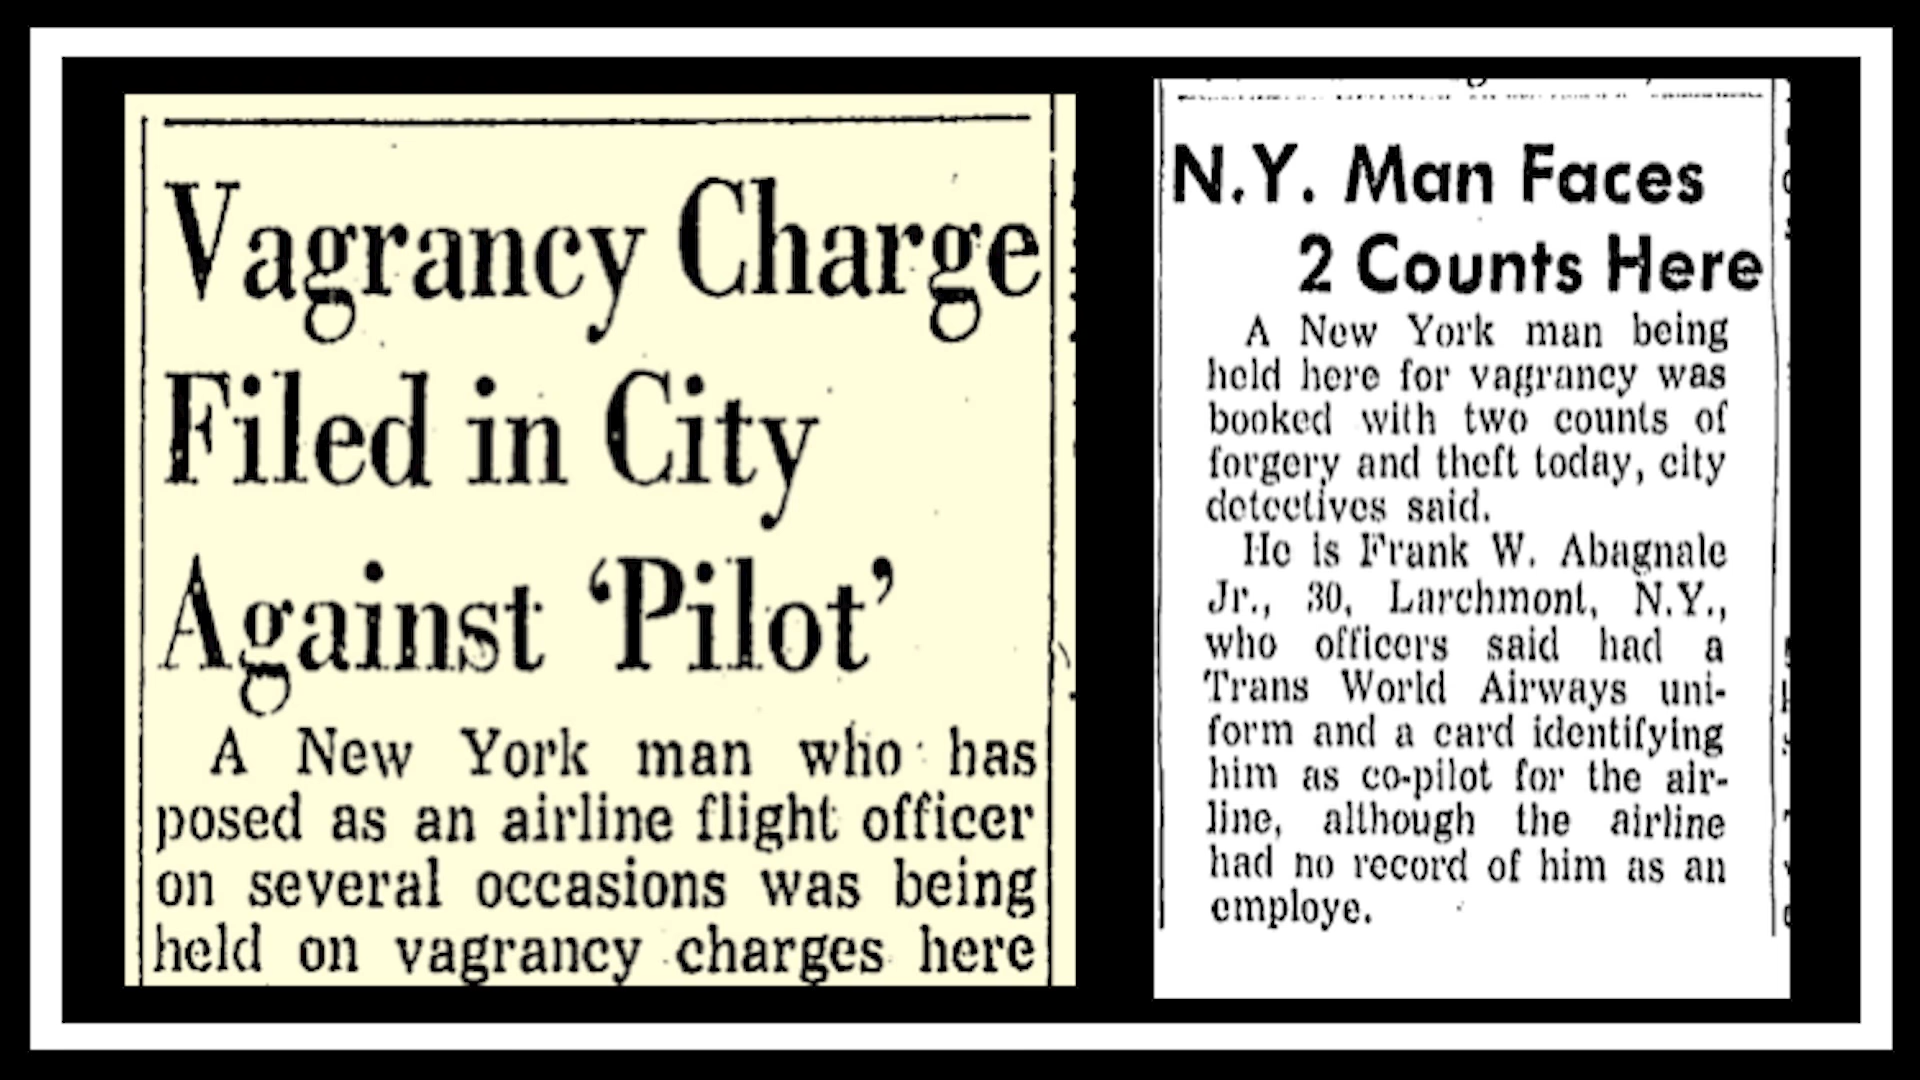 Vagrancy Charge
Filed in City
Against ‘Pilot’
A New York man who has
posed as an airline flight officer
on several occasions was being
held on vagrancy charges here
N.Y. Man Faces
2 Counts Here
A New York man being
held here for vagrancy was
booked with two counts of
forgery and theft today, city
detectives said.
He is Frank W. Abagnale
Jr., 30, Larchmont, N.Y.,
who officers said had a
Trans World Airways uni-
form and a card identifying
him as co-pilot for the air-
line, although the airline
had no record of him as an
employe.